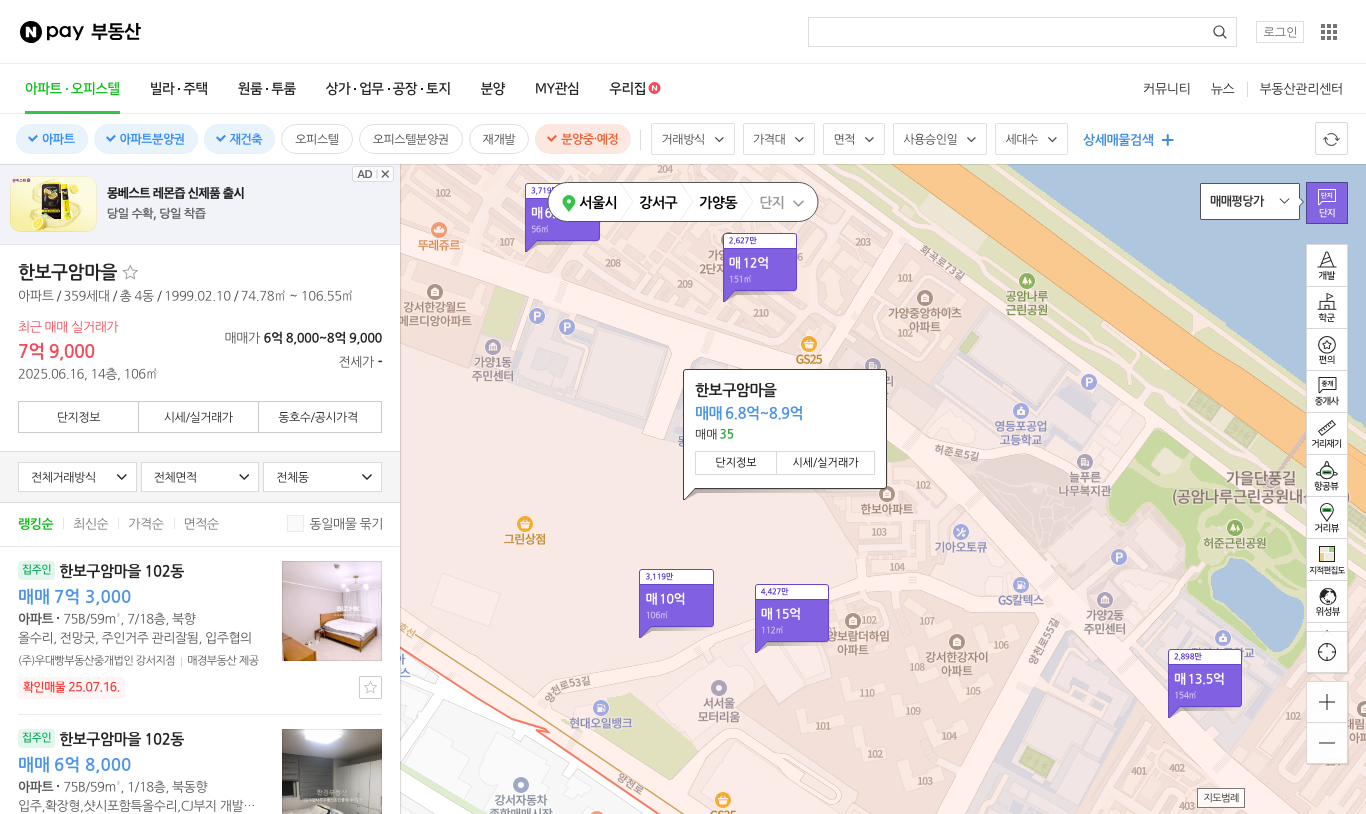 N pay 부동산
로그인
아파트·오피스텔
빌라·주택
원룸·투룸
상가·업무·공장·토지
분양
MY관심
우리집 N
커뮤니티
뉴스
부동산관리센터
아파트
아파트분양권
재건축
오피스텔
오피스텔분양권
재개발
분양중·예정
거래방식
가격대
면적
사용승인일
세대수
상세매물검색 +
AD ×
몽베스트 레몬즙 신제품 출시
당일 수확, 당일 착즙
한보구암마을
아파트 / 359세대 / 총 4동 / 1999.02.10 / 74.78㎡ ~ 106.55㎡
최근 매매 실거래가
7억 9,000
2025.06.16, 14층, 106㎡
매매가 6억 8,000~8억 9,000
전세가 -
단지정보
시세/실거래가
동호수/공시가격
전체거래방식
전체면적
전체동
랭킹순
최신순
가격순
면적순
동일매물 묶기
집주인 한보구암마을 102동
매매 7억 3,000
아파트 · 75B/59㎡, 7/18층, 북향
올수리, 전망굿, 주인거주 관리잘됨, 입주협의
(주)우대빵부동산중개법인 강서지점 | 매경부동산 제공
확인매물 25.07.16.
집주인 한보구암마을 102동
매매 6억 8,000
아파트 · 75B/59㎡, 1/18층, 북동향
입주,확장형,샷시포함특올수리,CJ부지 개발…
서울시
강서구
가양동
단지
매매평당가
단지
단지
3,719
매6.
56㎡
2,627만
매 12억
151㎡
102
107
208
209
210
203
101
화곡로73길
뚜레쥬르
강서한강월드
메르디앙아파트
P
P
가양1동
주민센터
가양중앙하이츠
아파트
공암나루
근린공원
GS25
P
한보구암마을
매매 6.8억~8.9억
매매 35
단지정보
시세/실거래가
영등포공업
고등학교
허준로5길
늘푸른
나무복지관
가을단풍길
(공암나루근린공원내
허준근린공원
한보아파트
103
104
101
104
기아오토큐
P
GS칼텍스
가양2동
주민센터
그린상점
3,119만
매 10억
106㎡
4,427만
매 15억
112㎡
아파트
강서한강자이
아파트
양천로55길
2,898만
매 13.5억
154㎡
양천로53길
현대오일뱅크
서서울
모터리움
양천로
강서자동차
GS25
110
108
105
109
104
101
102
103
401
402
403
개발
학군
편의
중개
중개사
거리재기
항공뷰
거리뷰
지적편집도
위성뷰
+
−
지도범례